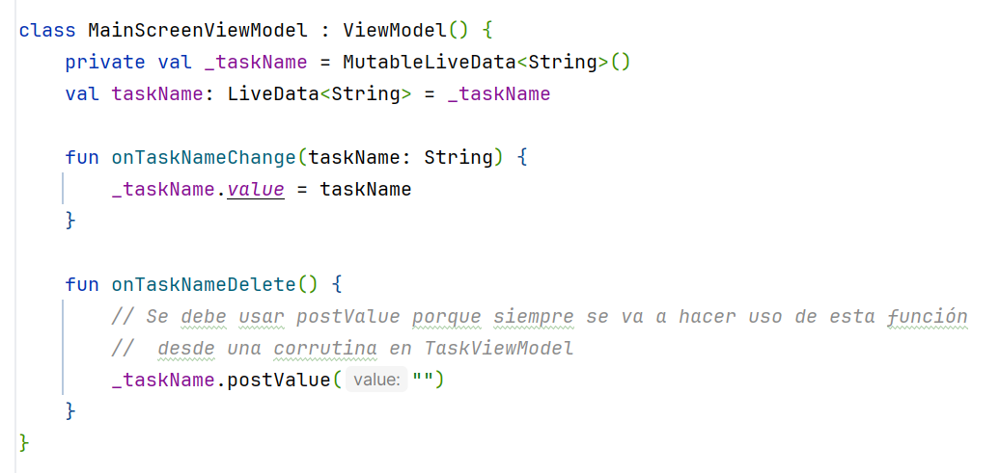 class MainScreenViewModel : ViewModel() {
    private val _taskName = MutableLiveData<String>()
    val taskName: LiveData<String> = _taskName

    fun onTaskNameChange(taskName: String) {
        _taskName.value = taskName
    }

    fun onTaskNameDelete() {
        // Se debe usar postValue porque siempre se va a hacer uso de esta función
        //  desde una corrutina en TaskViewModel
        _taskName.postValue( value: "")
    }
}